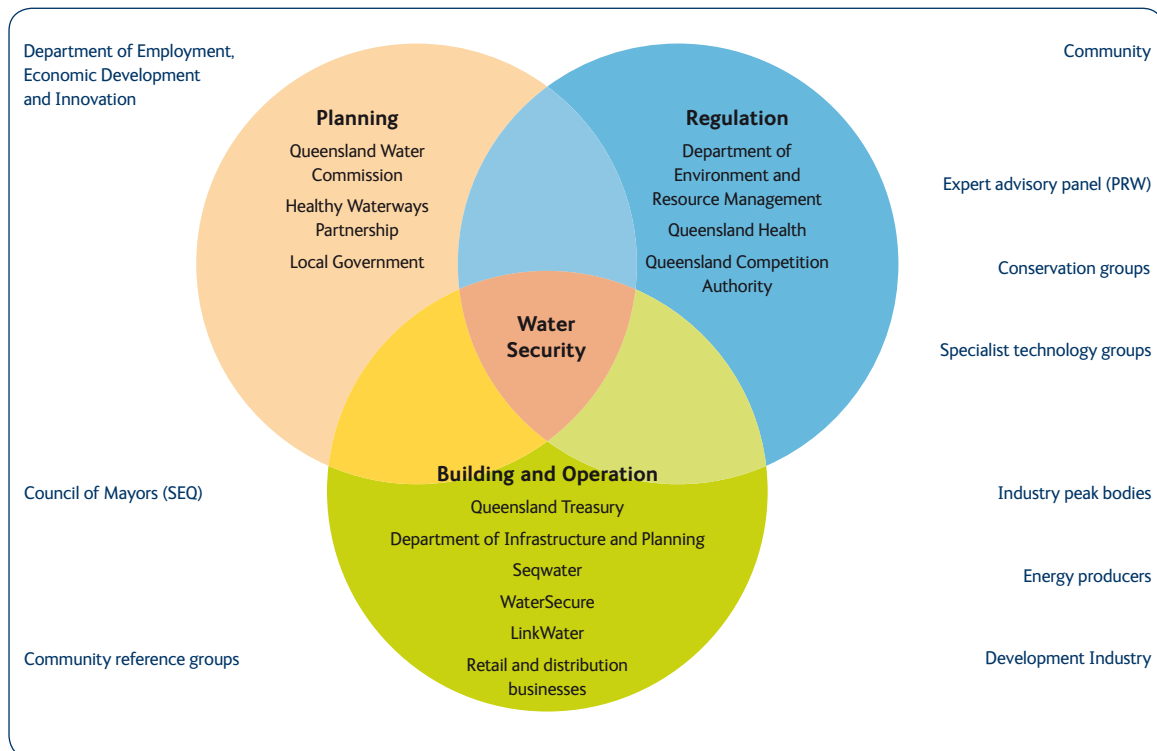 Department of Employment,
Economic Development
and Innovation
Council of Mayors (SEQ)
Community reference groups
Planning
Queensland Water
Commission
Healthy Waterways
Partnership
Local Government
Regulation
Department of
Environment and
Resource Management
Queensland Health
Queensland Competition
Authority
Water
Security
Building and Operation
Queensland Treasury
Department of Infrastructure and Planning
Seqwater
WaterSecure
LinkWater
Retail and distribution
businesses
Community
Expert advisory panel (PRW)
Conservation groups
Specialist technology groups
Industry peak bodies
Energy producers
Development Industry